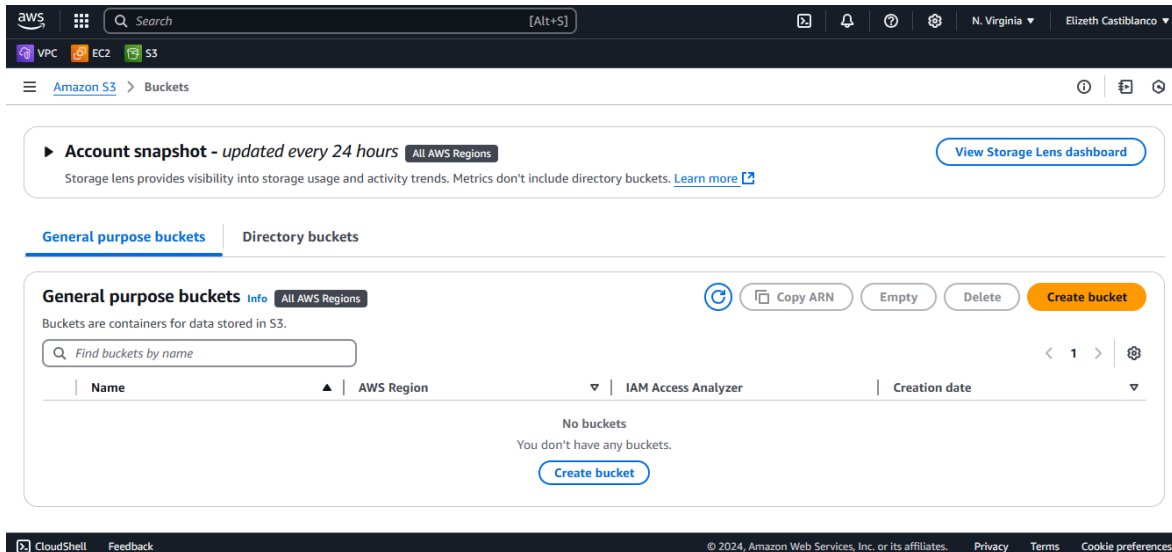 aws Search [Alt+S] N. Virginia ▼ Elizeth Castiblanco ▼
VPC EC2 S3
Amazon S3 > Buckets
Account snapshot - updated every 24 hours All AWS Regions View Storage Lens dashboard
Storage lens provides visibility into storage usage and activity trends. Metrics don't include directory buckets. Learn more
General purpose buckets Directory buckets
General purpose buckets Info All AWS Regions Copy ARN Empty Delete Create bucket
Buckets are containers for data stored in S3.
Find buckets by name < 1 >
Name ▲ AWS Region ▽ IAM Access Analyzer Creation date ▽
No buckets
You don't have any buckets.
Create bucket
CloudShell Feedback © 2024, Amazon Web Services, Inc. or its affiliates. Privacy Terms Cookie preferences